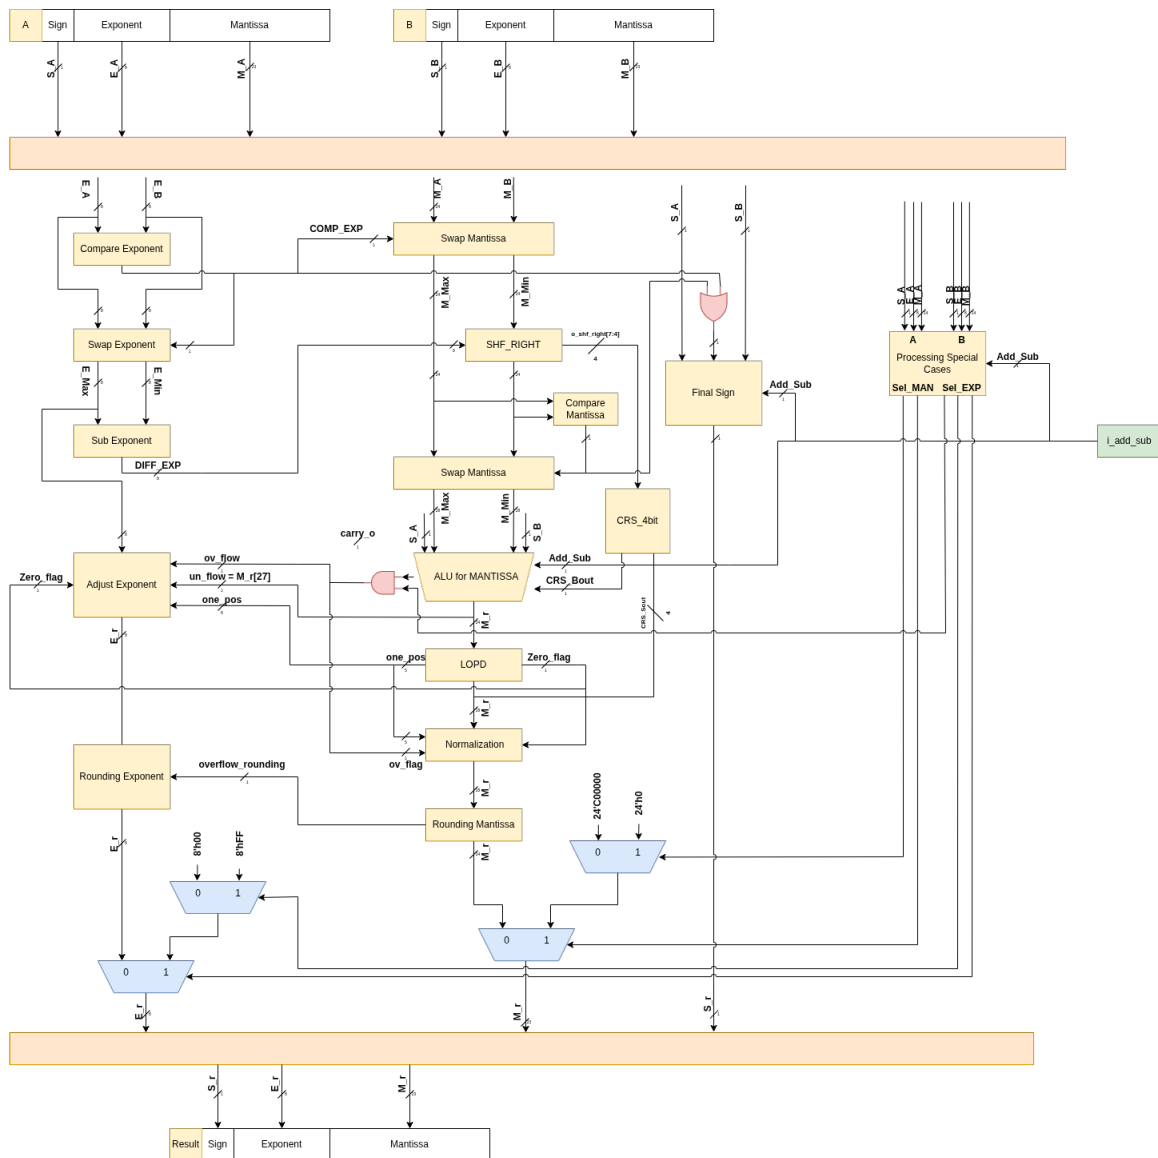 A Sign Exponent Mantissa
B Sign Exponent Mantissa
S_A
E_A
M_A
S_B
E_B
M_B
E_A
E_B
M_A
M_B
S_A
S_B
COMP_EXP
Compare Exponent
Swap Mantissa
M_Max
M_Min
S_A
E_A
M_A
S_B
E_B
M_B
Swap Exponent
SHF_RIGHT
o_shf_right[7:4]
4
A B
Processing Special
Cases
Sel_MAN Sel_EXP
Add_Sub
E_Max
E_Min
Compare
Mantissa
Final Sign
Add_Sub
Sub Exponent
DIFF_EXP
Swap Mantissa
i_add_sub
M_Max
M_Min
S_A
S_B
CRS_4bit
carry_o
Zero_flag
Adjust Exponent
ov_flow
un_flow = M_r[27]
one_pos
ALU for MANTISSA
Add_Sub
CRS_Bout
CRS_Sout
4
E_r
M_r
one_pos
LOPD
Zero_flag
M_r
Normalization
ov_flag
Rounding Exponent
overflow_rounding
M_r
Rounding Mantissa
24'C00000
24'h0
0 1
E_r
M_r
8'h00
8'hFF
0 1
0 1
0 1
E_r
M_r
S_r
S_r
E_r
M_r
Result Sign Exponent Mantissa